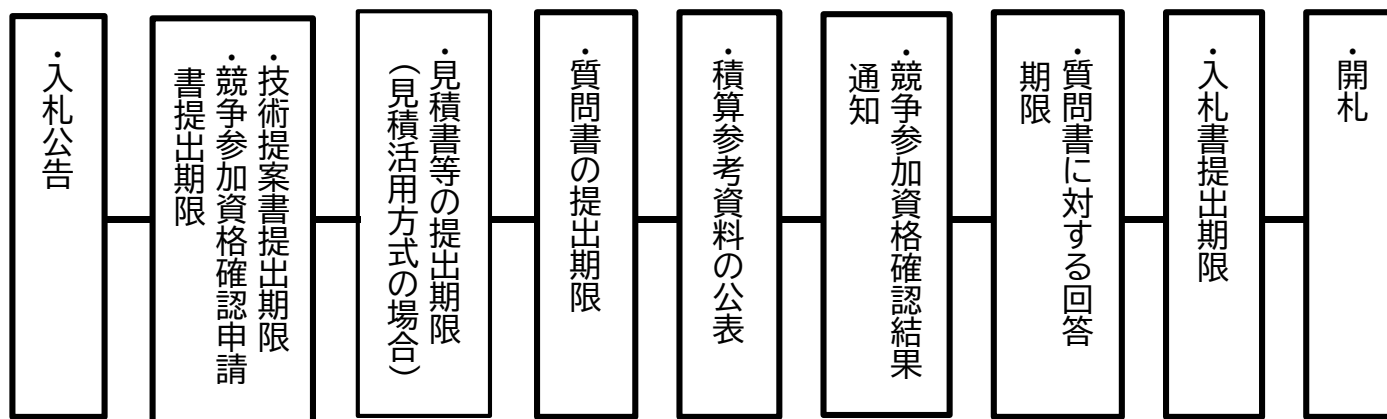 ・入札公告
・技術提案書提出期限
・競争参加資格確認申請
書提出期限
・見積書等の提出期限
（見積活用方式の場合）
・質問書の提出期限
・積算参考資料の公表
・競争参加資格確認結果
通知
・質問書に対する回答
期限
・入札書提出期限
・開札